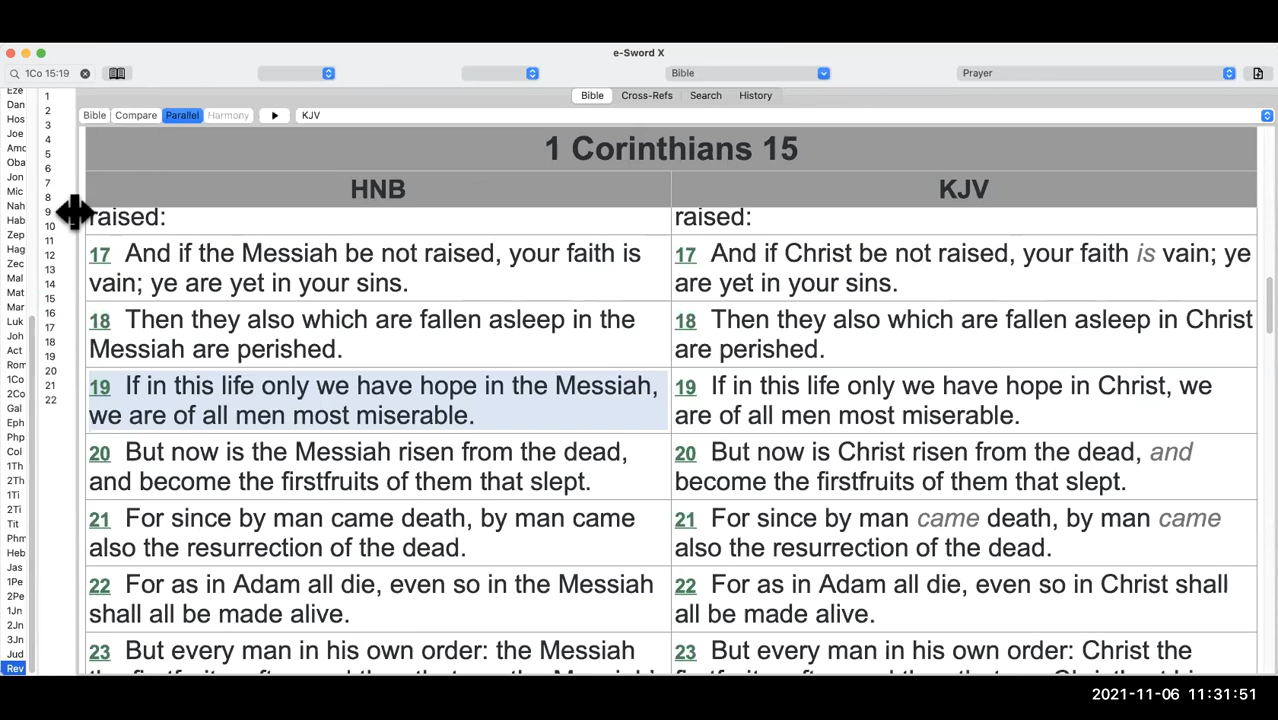 e-Sword X
1Co 15:19
Bible
Prayer
Bible Cross-Refs Search History
Bible Compare Parallel Harmony KJV
Eze
Dan
Hos
Joe
Amo
Oba
Jon
Mic
Nah
Hab
Zep
Hag
Zec
Mal
Mat
Mar
Luk
Joh
Act
Rom
1Co
2Co
Gal
Eph
Php
Col
1Th
2Th
1Ti
2Ti
Tit
Phm
Heb
Jas
1Pe
2Pe
1Jn
2Jn
3Jn
Jud
Rev
1
2
3
4
5
6
7
8
9
10
11
12
13
14
15
16
17
18
19
20
21
22
1 Corinthians 15
HNB
raised:
17 And if the Messiah be not raised, your faith is
vain; ye are yet in your sins.
18 Then they also which are fallen asleep in the
Messiah are perished.
19 If in this life only we have hope in the Messiah,
we are of all men most miserable.
20 But now is the Messiah risen from the dead,
and become the firstfruits of them that slept.
21 For since by man came death, by man came
also the resurrection of the dead.
22 For as in Adam all die, even so in the Messiah
shall all be made alive.
23 But every man in his own order: the Messiah
KJV
raised:
17 And if Christ be not raised, your faith is vain; ye
are yet in your sins.
18 Then they also which are fallen asleep in Christ
are perished.
19 If in this life only we have hope in Christ, we
are of all men most miserable.
20 But now is Christ risen from the dead, and
become the firstfruits of them that slept.
21 For since by man came death, by man came
also the resurrection of the dead.
22 For as in Adam all die, even so in Christ shall
all be made alive.
23 But every man in his own order: Christ the
2021-11-06 11:31:51